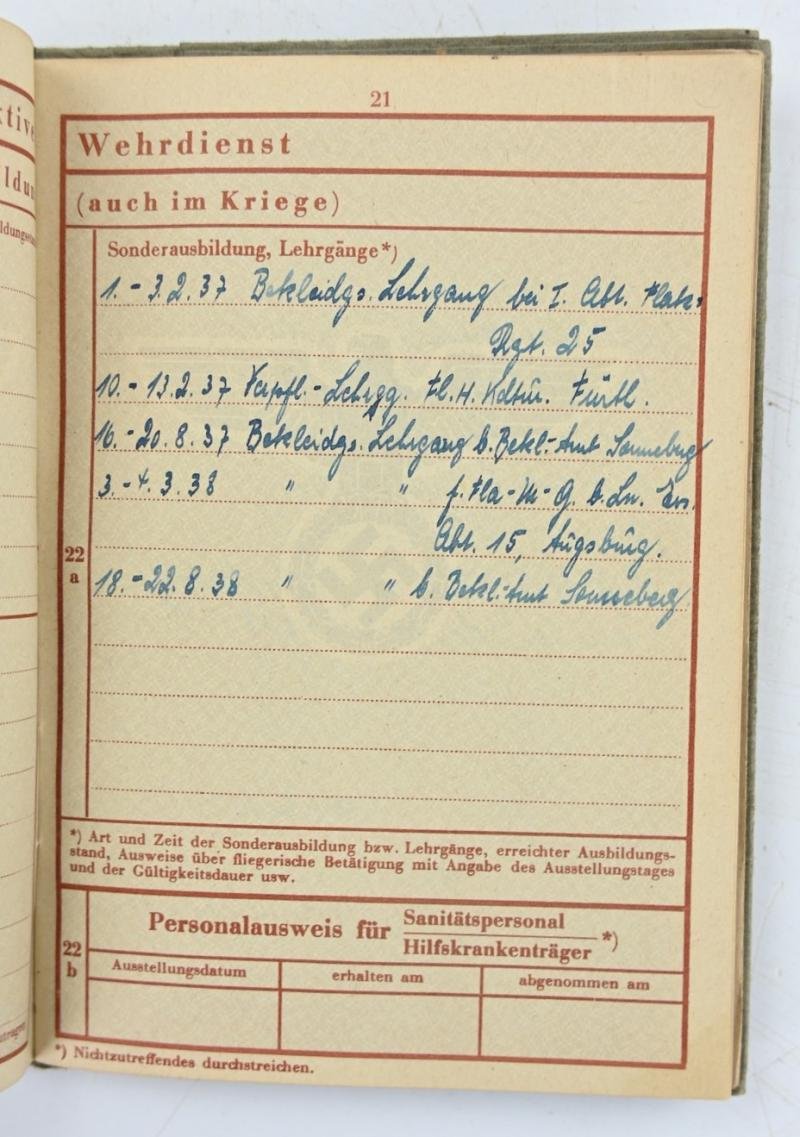 21
Wehrdienst
(auch im Kriege)
Sonderausbildung, Lehrgänge*)
1.-3.2.37 Bekleidgs. Lehrgang bei I. Abt. Flak-
Rgt. 25
10.-13.2.37 Verpfl.-Lehrgg. Fl.H.Kdtur. Fürth.
16.-20.8.37 Bekleidgs. Lehrgang b. Bekl.-Amt Sonneberg
3.-4.3.38 " " f. Fla-M-G. b. Ln. Ers.
Abt. 15, Augsburg.
22
a
18.-22.8.38 " " b. Bekl.-Amt Sonneberg
*) Art und Zeit der Sonderausbildung bzw. Lehrgänge, erreichter Ausbildungs-
stand, Ausweise über fliegerische Betätigung mit Angabe des Ausstellungstages
und der Gültigkeitsdauer usw.
22
b
Personalausweis für Sanitätspersonal
Hilfskrankenträger *)
Ausstellungsdatum erhalten am abgenommen am
*) Nichtzutreffendes durchstreichen.